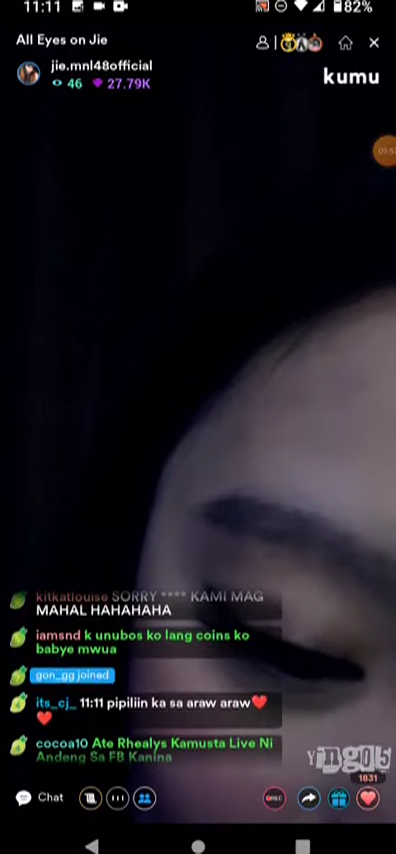 11:11
82%
All Eyes on Jie
jie.mnl48official
46 27.79K
kumu
kitkatlouise SORRY **** KAMI MAG
MAHAL HAHAHAHA
iamsnd k unubos ko lang coins ko
babye mwua
gon_gg joined
its_cj_ 11:11 pipiliin ka sa araw araw
cocoa10 Ate Rhealys Kamusta Live Ni
Andeng Sa FB Kanina
Yingo15
1831
Chat
REC